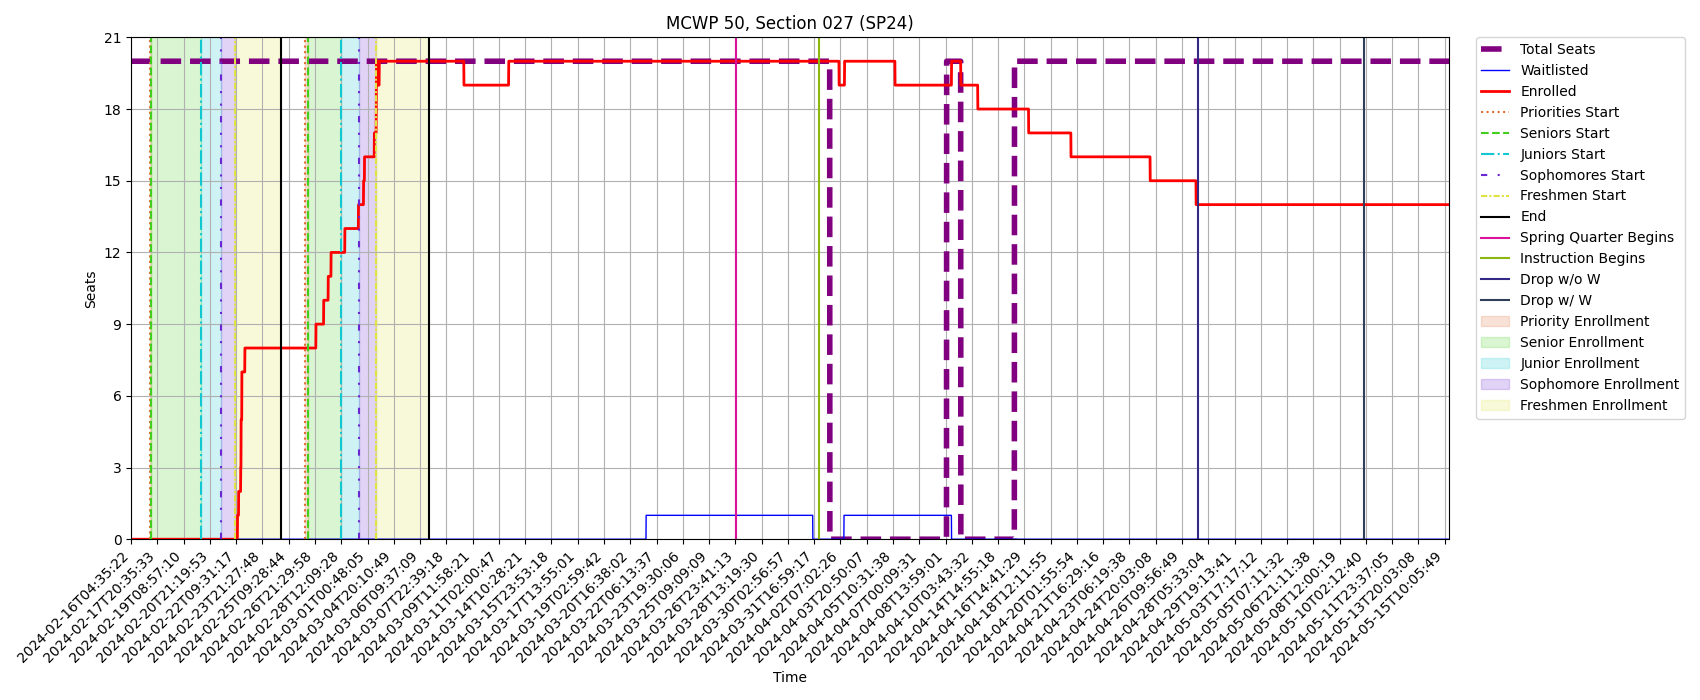 MCWP 50, Section 027 (SP24)
21
18
15
12
9
6
3
0
Seats
2024-02-16T04:35:22
2024-02-17T20:35:33
2024-02-19T08:57:10
2024-02-20T21:19:53
2024-02-22T09:31:17
2024-02-23T21:27:48
2024-02-25T09:28:44
2024-02-26T21:29:58
2024-02-28T12:09:28
2024-03-01T00:48:05
2024-03-04T20:10:49
2024-03-06T09:37:09
2024-03-07T22:39:18
2024-03-09T11:58:21
2024-03-11T02:00:47
2024-03-14T10:28:21
2024-03-15T23:53:18
2024-03-17T13:55:01
2024-03-19T02:59:42
2024-03-20T16:38:02
2024-03-22T06:13:37
2024-03-23T19:30:06
2024-03-25T09:09:09
2024-03-26T23:41:13
2024-03-28T13:19:30
2024-03-30T02:56:57
2024-03-31T16:59:17
2024-04-02T07:02:26
2024-04-03T20:50:07
2024-04-05T10:31:38
2024-04-07T00:09:31
2024-04-08T13:59:01
2024-04-10T03:43:32
2024-04-14T14:55:18
2024-04-16T14:41:29
2024-04-18T12:11:55
2024-04-20T01:55:54
2024-04-21T16:29:16
2024-04-23T06:19:38
2024-04-24T20:03:08
2024-04-26T09:56:49
2024-04-28T05:33:04
2024-04-29T19:13:41
2024-05-03T17:17:12
2024-05-05T07:11:32
2024-05-06T21:11:38
2024-05-08T12:00:19
2024-05-10T02:12:40
2024-05-11T23:37:05
2024-05-13T20:03:08
2024-05-15T10:05:49
Time
Total Seats
Waitlisted
Enrolled
Priorities Start
Seniors Start
Juniors Start
Sophomores Start
Freshmen Start
End
Spring Quarter Begins
Instruction Begins
Drop w/o W
Drop w/ W
Priority Enrollment
Senior Enrollment
Junior Enrollment
Sophomore Enrollment
Freshmen Enrollment